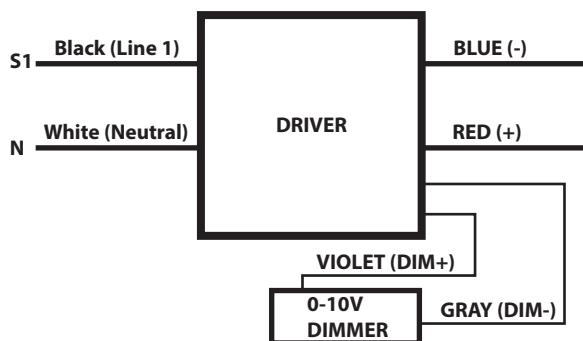 S1
Black (Line 1)
BLUE (-)
N
White (Neutral)
DRIVER
RED (+)
VIOLET (DIM+)
0-10V
DIMMER
GRAY (DIM-)